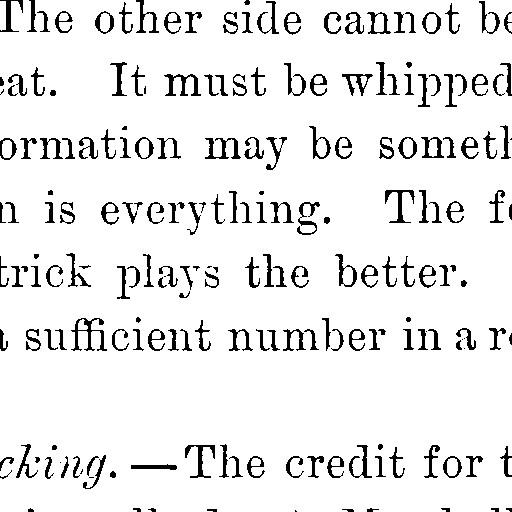 The other side cannot be
eat. It must be whipped
ormation may be someth
n is everything. The fo
trick plays the better.
a sufficient number in a re
cking.—The credit for t